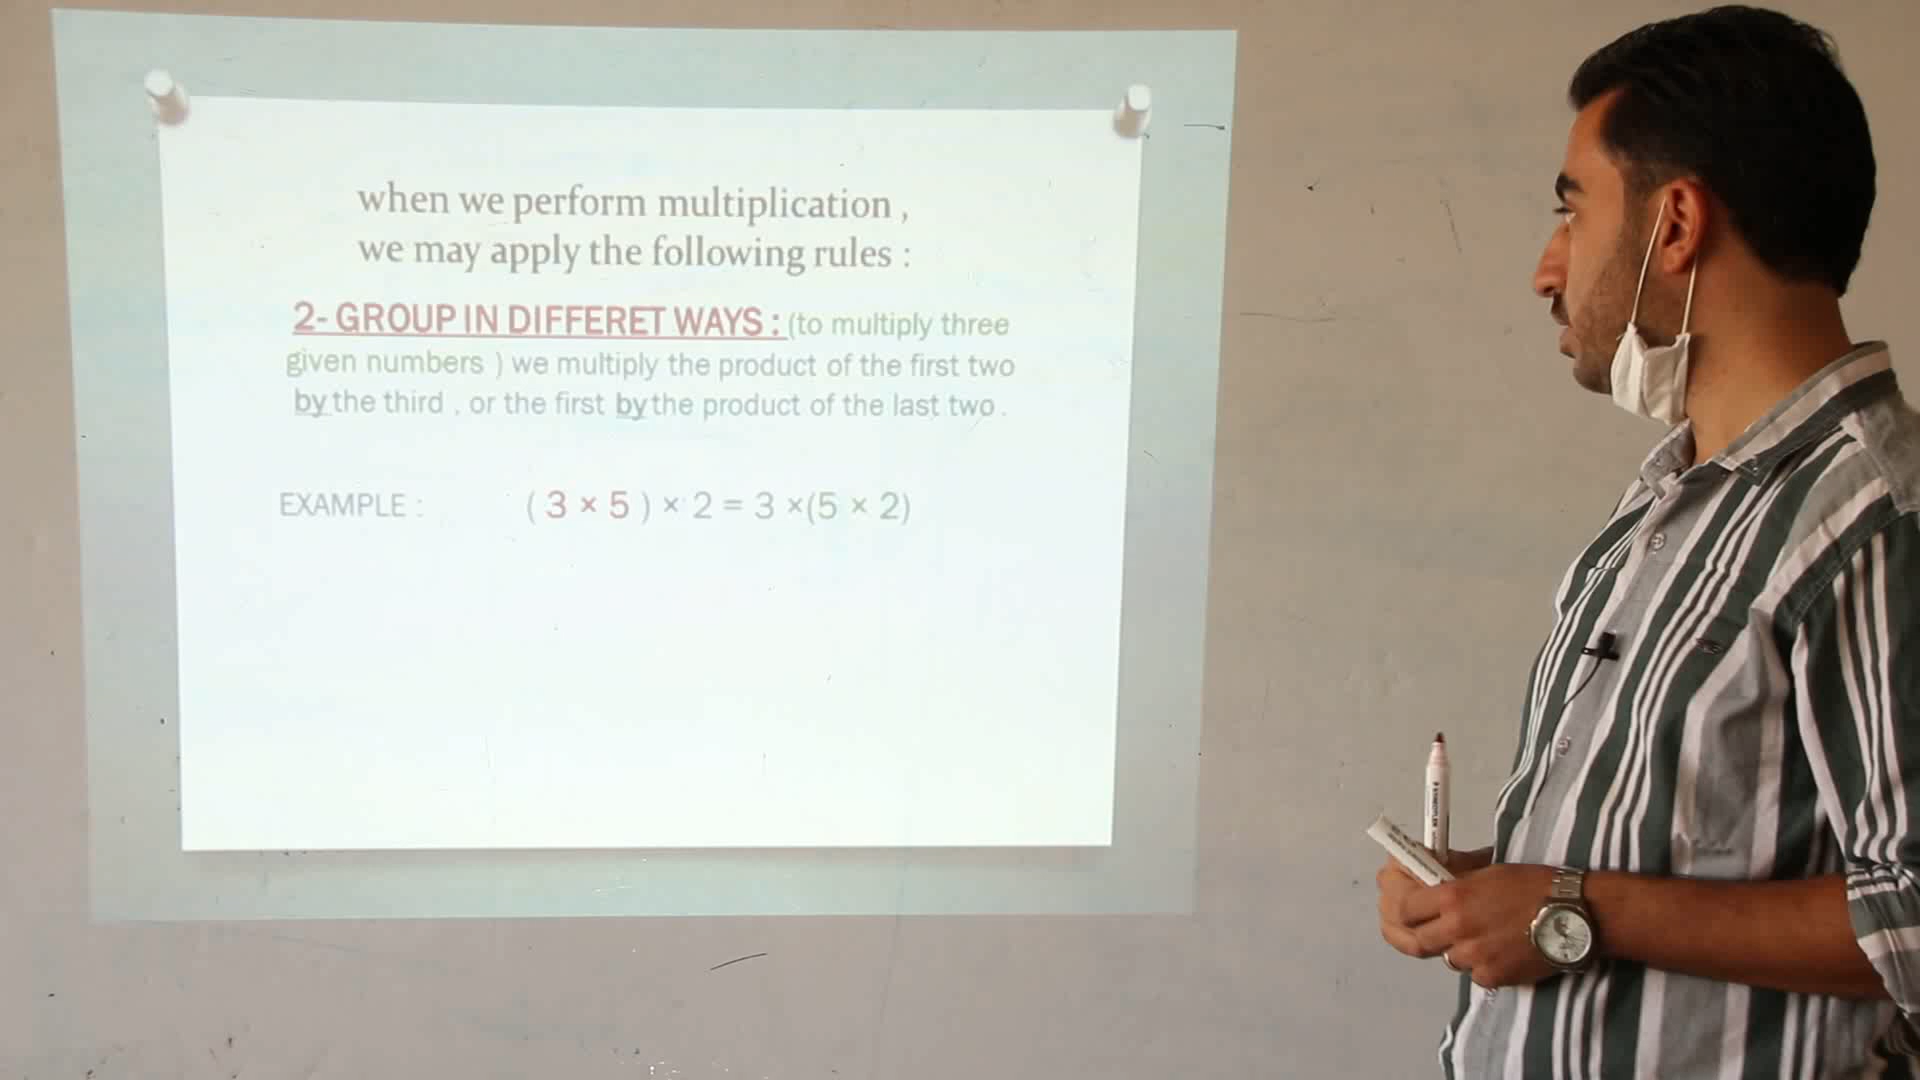 when we perform multiplication ,
we may apply the following rules :
2- GROUP IN DIFFERET WAYS : (to multiply three
given numbers ) we multiply the product of the first two
by the third , or the first by the product of the last two .
EXAMPLE : ( 3 × 5 ) × 2 = 3 ×(5 × 2)